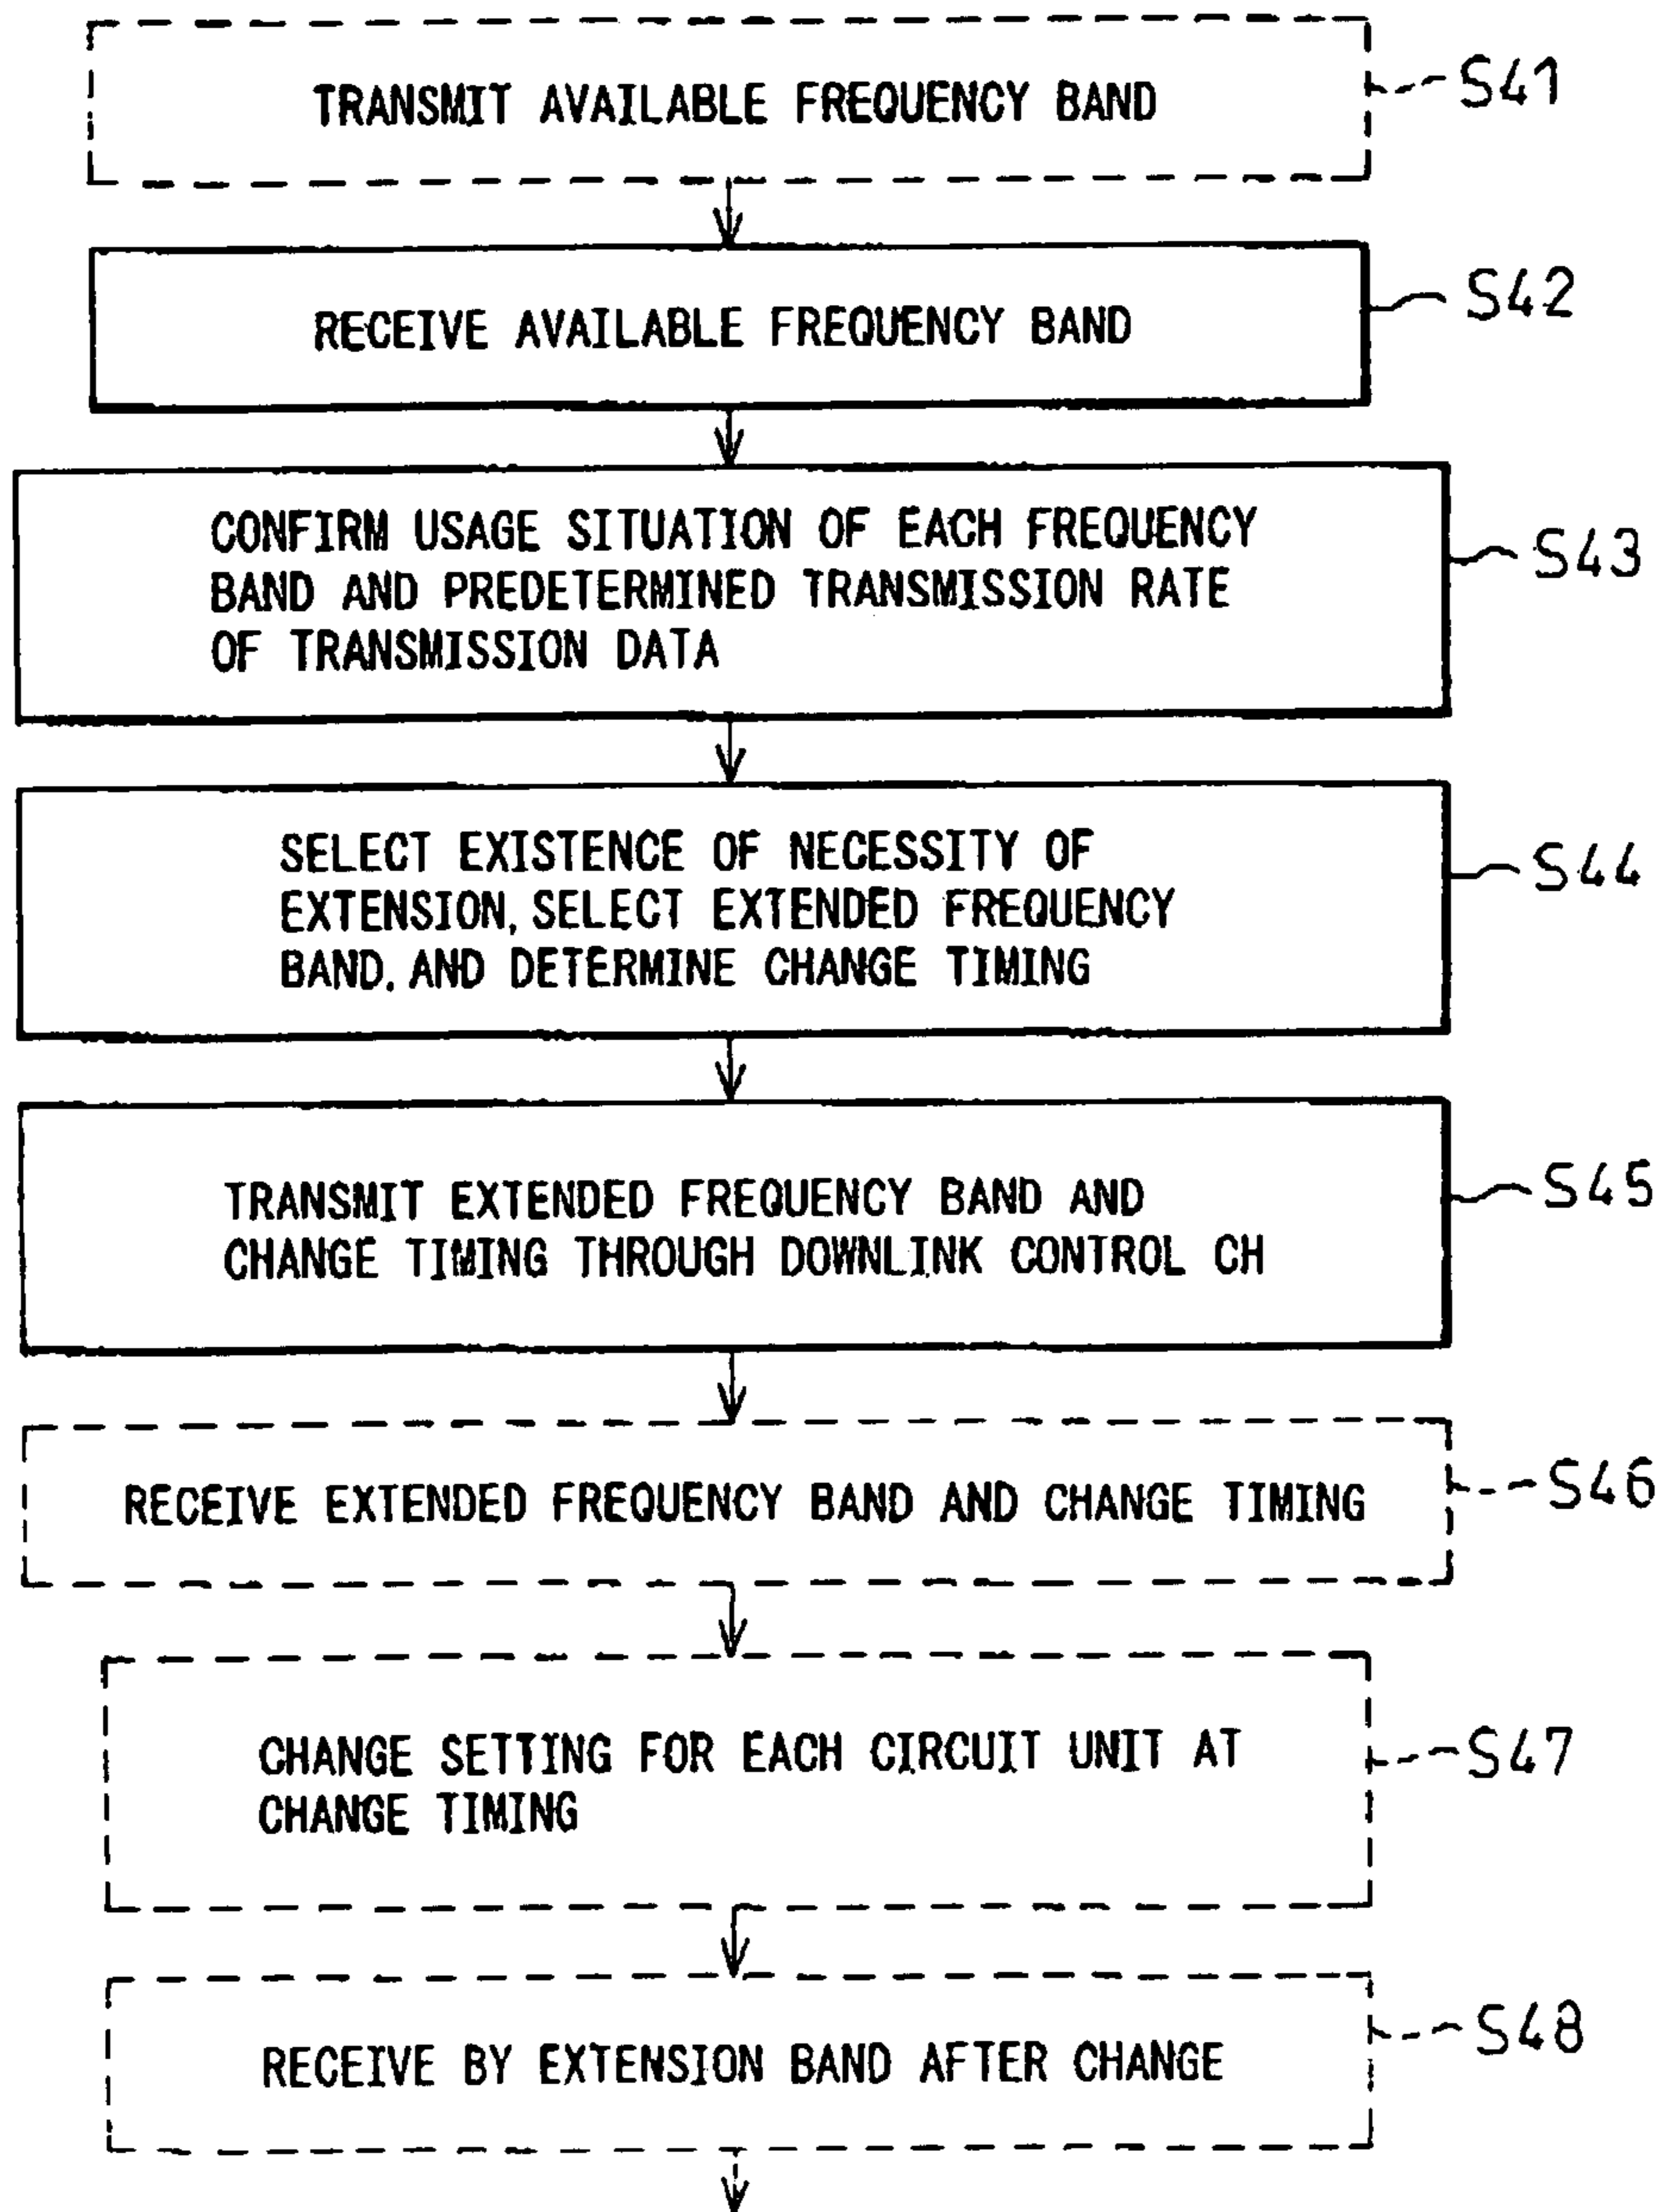 TRANSMIT AVAILABLE FREQUENCY BAND
S41
RECEIVE AVAILABLE FREQUENCY BAND
S42
CONFIRM USAGE SITUATION OF EACH FREQUENCY
BAND AND PREDETERMINED TRANSMISSION RATE
OF TRANSMISSION DATA
S43
SELECT EXISTENCE OF NECESSITY OF
EXTENSION, SELECT EXTENDED FREQUENCY
BAND, AND DETERMINE CHANGE TIMING
S44
TRANSMIT EXTENDED FREQUENCY BAND AND
CHANGE TIMING THROUGH DOWNLINK CONTROL CH
S45
RECEIVE EXTENDED FREQUENCY BAND AND CHANGE TIMING
S46
CHANGE SETTING FOR EACH CIRCUIT UNIT AT
CHANGE TIMING
S47
RECEIVE BY EXTENSION BAND AFTER CHANGE
S48